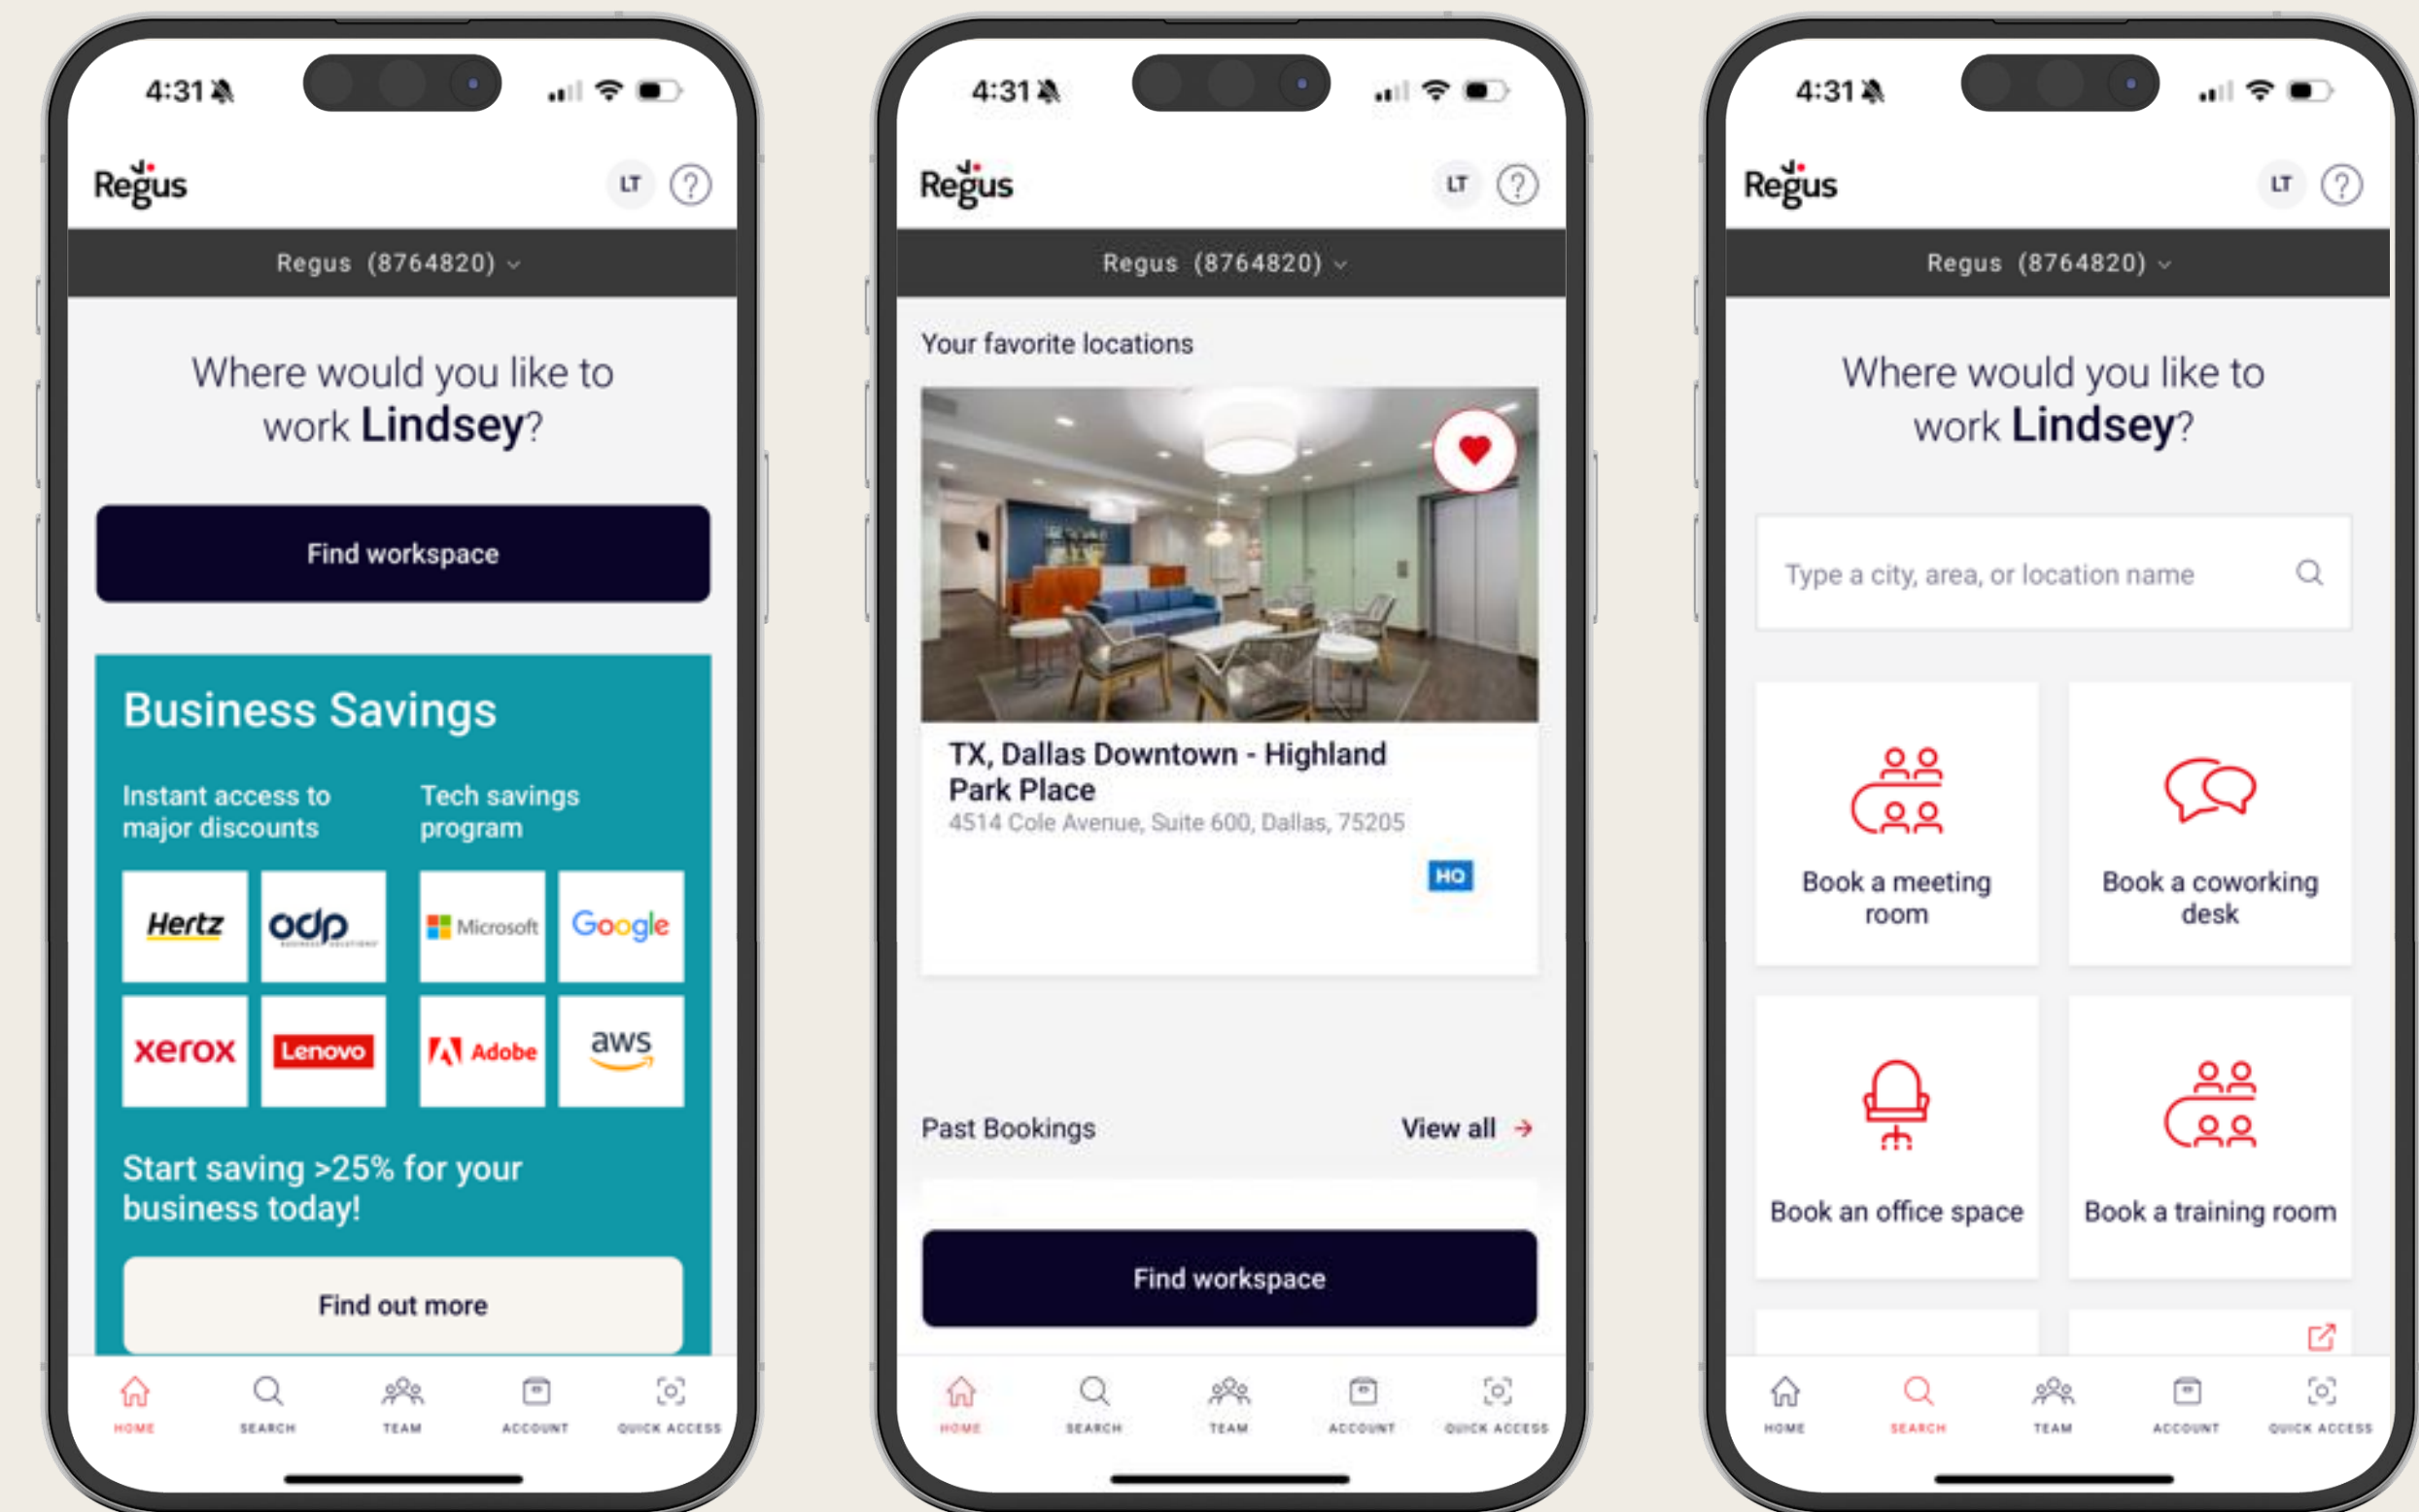 4:31
Regus
LT
?
Regus (8764820)
Where would you like to
work Lindsey?
Find workspace
Business Savings
Instant access to
major discounts
Tech savings
program
Hertz
odp
Microsoft
Google
xerox
Lenovo
Adobe
aws
Start saving >25% for your
business today!
Find out more
HOME
SEARCH
TEAM
ACCOUNT
QUICK ACCESS
4:31
Regus
LT
?
Regus (8764820)
Your favorite locations
TX, Dallas Downtown - Highland
Park Place
4514 Cole Avenue, Suite 600, Dallas, 75205
HQ
Past Bookings
View all
Find workspace
HOME
SEARCH
TEAM
ACCOUNT
QUICK ACCESS
4:31
Regus
LT
?
Regus (8764820)
Where would you like to
work Lindsey?
Type a city, area, or location name
Book a meeting
room
Book a coworking
desk
Book an office space
Book a training room
HOME
SEARCH
TEAM
ACCOUNT
QUICK ACCESS